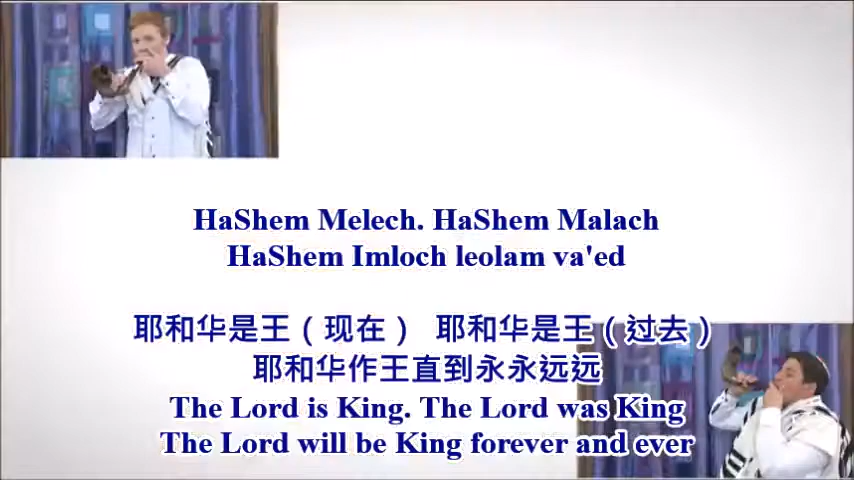 HaShem Melech. HaShem Malach
HaShem Imloch leolam va'ed
耶和华是王（现在） 耶和华是王（过去）
耶和华作王直到永永远远
The Lord is King. The Lord was King
The Lord will be King forever and ever